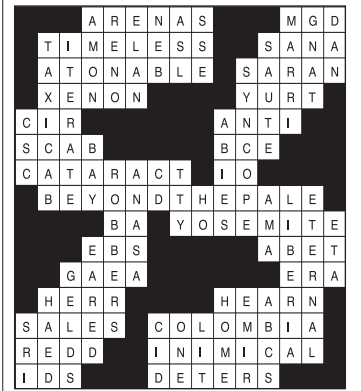 ARENAS MGD
TIMELESS SANA
ATONABLE SARAN
XENON YURT
CIR ANTI
SCAB BCE
CATARACT IO
BEYONDTHEPALE
BA YOSEMITE
EBS ABET
GAEA ERA
HERR HEARN
SALES COLOMBIA
REDD INIMICAL
IDS DETERS